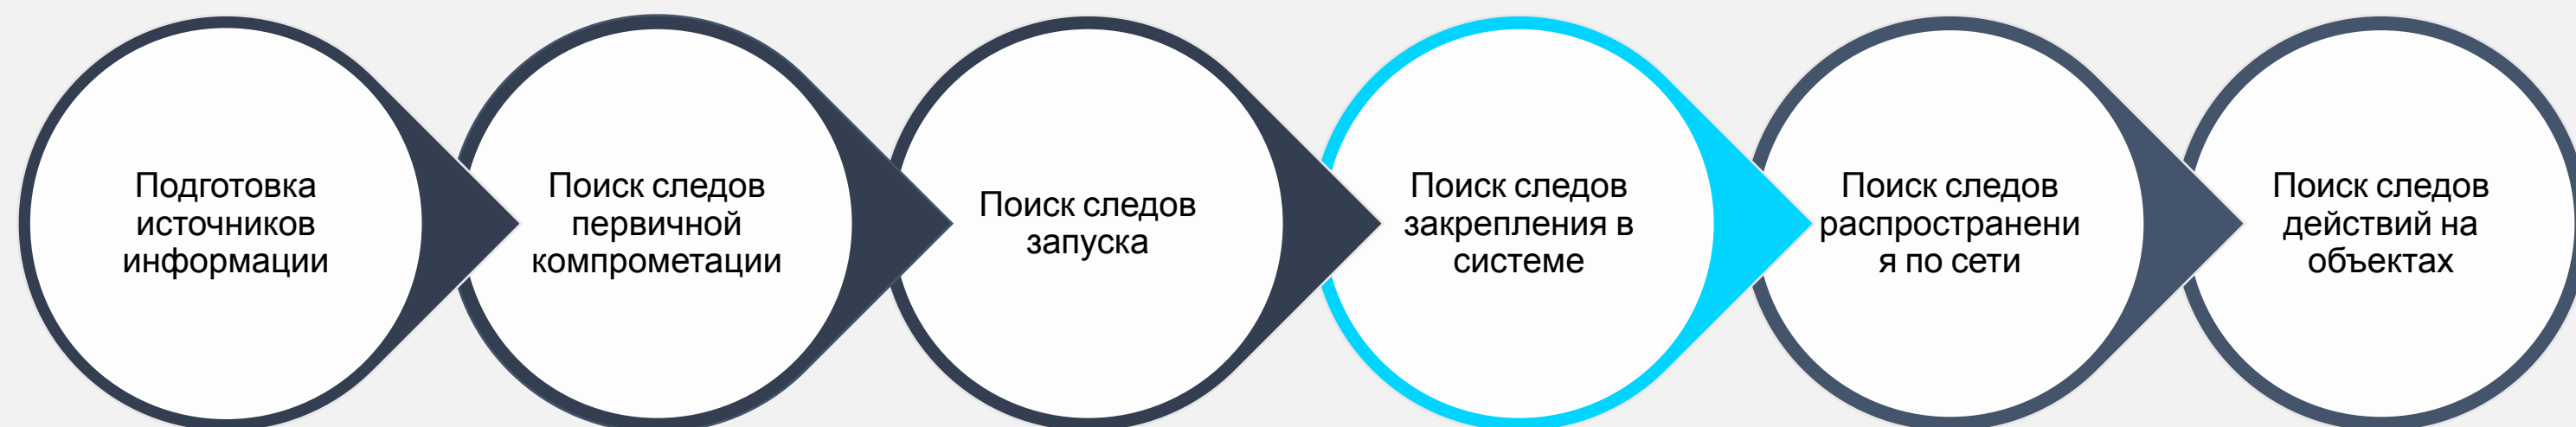 Подготовка
источников
информации
Поиск следов
первичной
компрометации
Поиск следов
запуска
Поиск следов
закрепления в
системе
Поиск следов
распространени
я по сети
Поиск следов
действий на
объектах